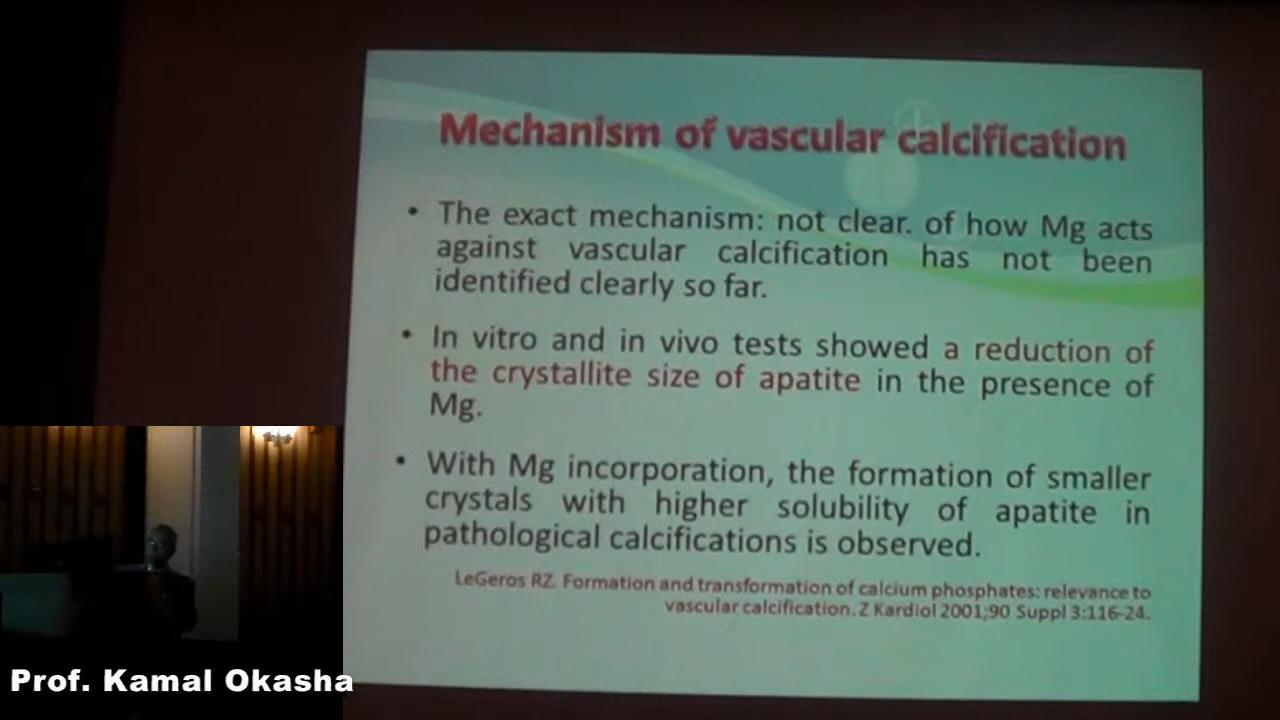 Mechanism of vascular calcification
• The exact mechanism: not clear. of how Mg acts
against vascular calcification has not been
identified clearly so far.
• In vitro and in vivo tests showed a reduction of
the crystallite size of apatite in the presence of
Mg.
• With Mg incorporation, the formation of smaller
crystals with higher solubility of apatite in
pathological calcifications is observed.
LeGeros RZ. Formation and transformation of calcium phosphates: relevance to
vascular calcification. Z Kardiol 2001;90 Suppl 3:116-24.
Prof. Kamal Okasha